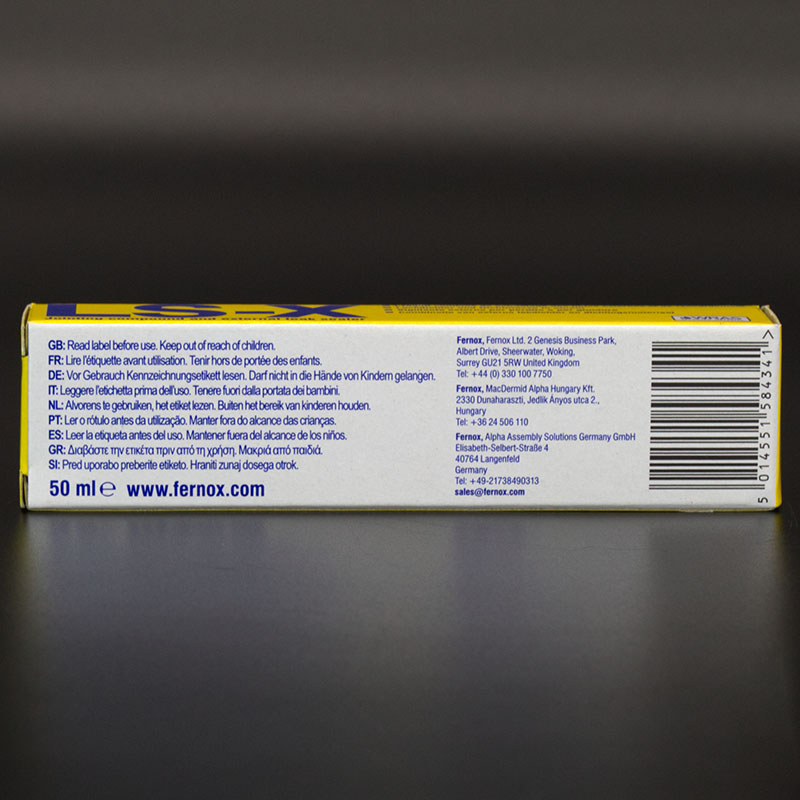 LS-X
Jointing compound and external leak sealer
WRAS
GB: Read label before use. Keep out of reach of children.
FR: Lire l'étiquette avant utilisation. Tenir hors de portée des enfants.
DE: Vor Gebrauch Kennzeichnungsetikett lesen. Darf nicht in die Hände von Kindern gelangen.
IT: Leggere l'etichetta prima dell'uso. Tenere fuori dalla portata dei bambini.
NL: Alvorens te gebruiken, het etiket lezen. Buiten het bereik van kinderen houden.
PT: Ler o rótulo antes da utilização. Manter fora do alcance das crianças.
ES: Leer la etiqueta antes del uso. Mantener fuera del alcance de los niños.
GR: Διαβάστε την ετικέτα πριν από τη χρήση. Μακριά από παιδιά.
SI: Pred uporabo preberite etiketo. Hraniti zunaj dosega otrok.
50 ml ℮ www.fernox.com
Fernox, Fernox Ltd. 2 Genesis Business Park,
Albert Drive, Sheerwater, Woking,
Surrey GU21 5RW United Kingdom
Tel: +44 (0) 330 100 7750
Fernox, MacDermid Alpha Hungary Kft.
2330 Dunaharaszti, Jedlik Ányos utca 2.,
Hungary
Tel: +36 24 506 110
Fernox, Alpha Assembly Solutions Germany GmbH
Elisabeth-Selbert-Straße 4
40764 Langenfeld
Germany
Tel: +49-21738490313
sales@fernox.com
5 014551 584341 >